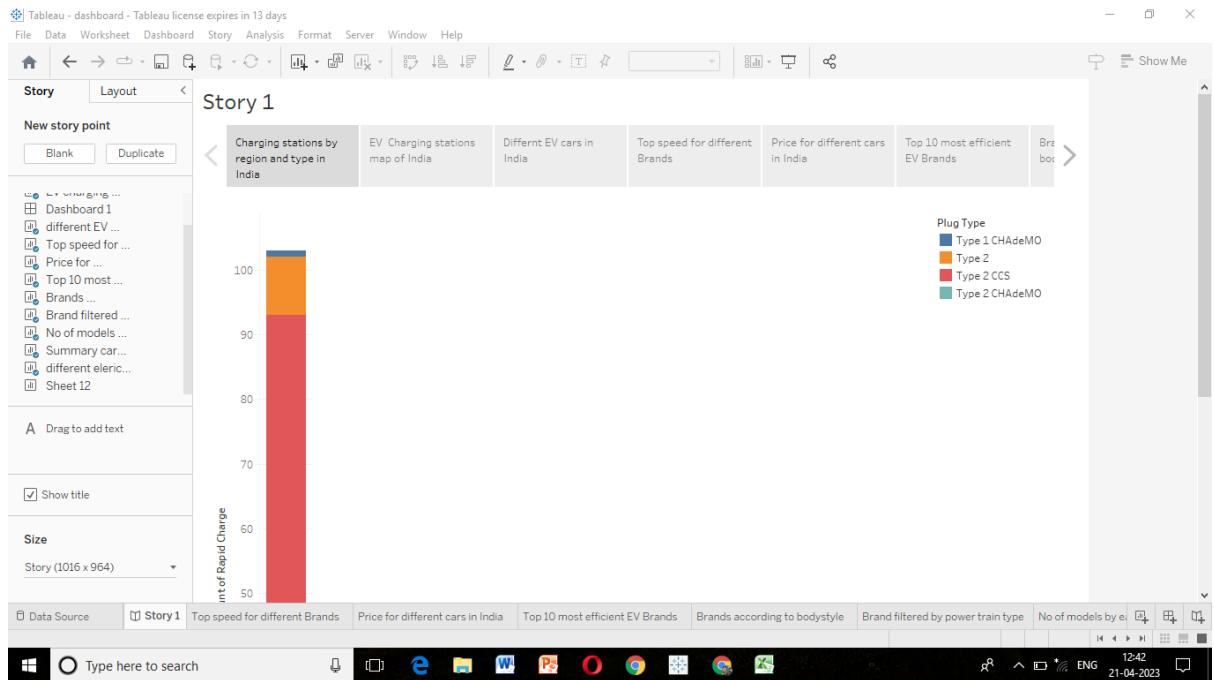 Tableau - dashboard - Tableau license expires in 13 days
File Data Worksheet Dashboard Story Analysis Format Server Window Help
Show Me
Story Layout
New story point
Blank Duplicate
Dashboard 1
different EV ...
Top speed for ...
Price for ...
Top 10 most ...
Brands ...
Brand filtered ...
No of models ...
Summary car...
different eleric...
Sheet 12
A Drag to add text
Show title
Size
Story (1016 x 964)
Story 1
Charging stations by
region and type in
India
EV Charging stations
map of India
Differnt EV cars in
India
Top speed for different
Brands
Price for different cars
in India
Top 10 most efficient
EV Brands
100
90
80
70
60
50
Rapid Charge
Plug Type
Type 1 CHAdeMO
Type 2
Type 2 CCS
Type 2 CHAdeMO
Data Source Story 1 Top speed for different Brands Price for different cars in India Top 10 most efficient EV Brands Brands according to bodystyle Brand filtered by power train type No of models by
Type here to search
ENG
12:42
21-04-2023